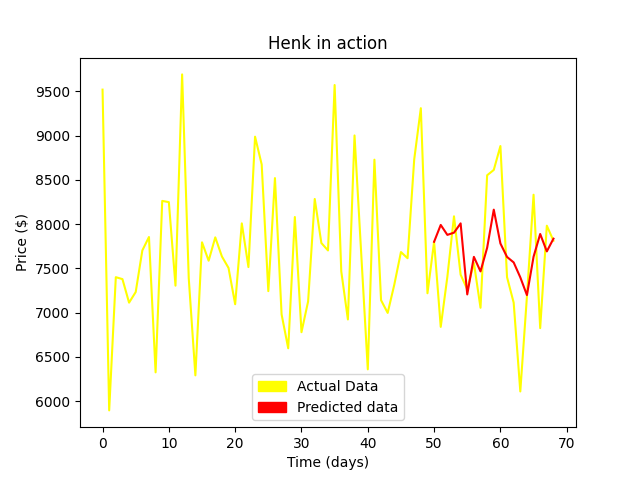 Henk in action
Price ($)
9500
9000
8500
8000
7500
7000
6500
6000
0 10 20 30 40 50 60 70
Time (days)
Actual Data
Predicted data